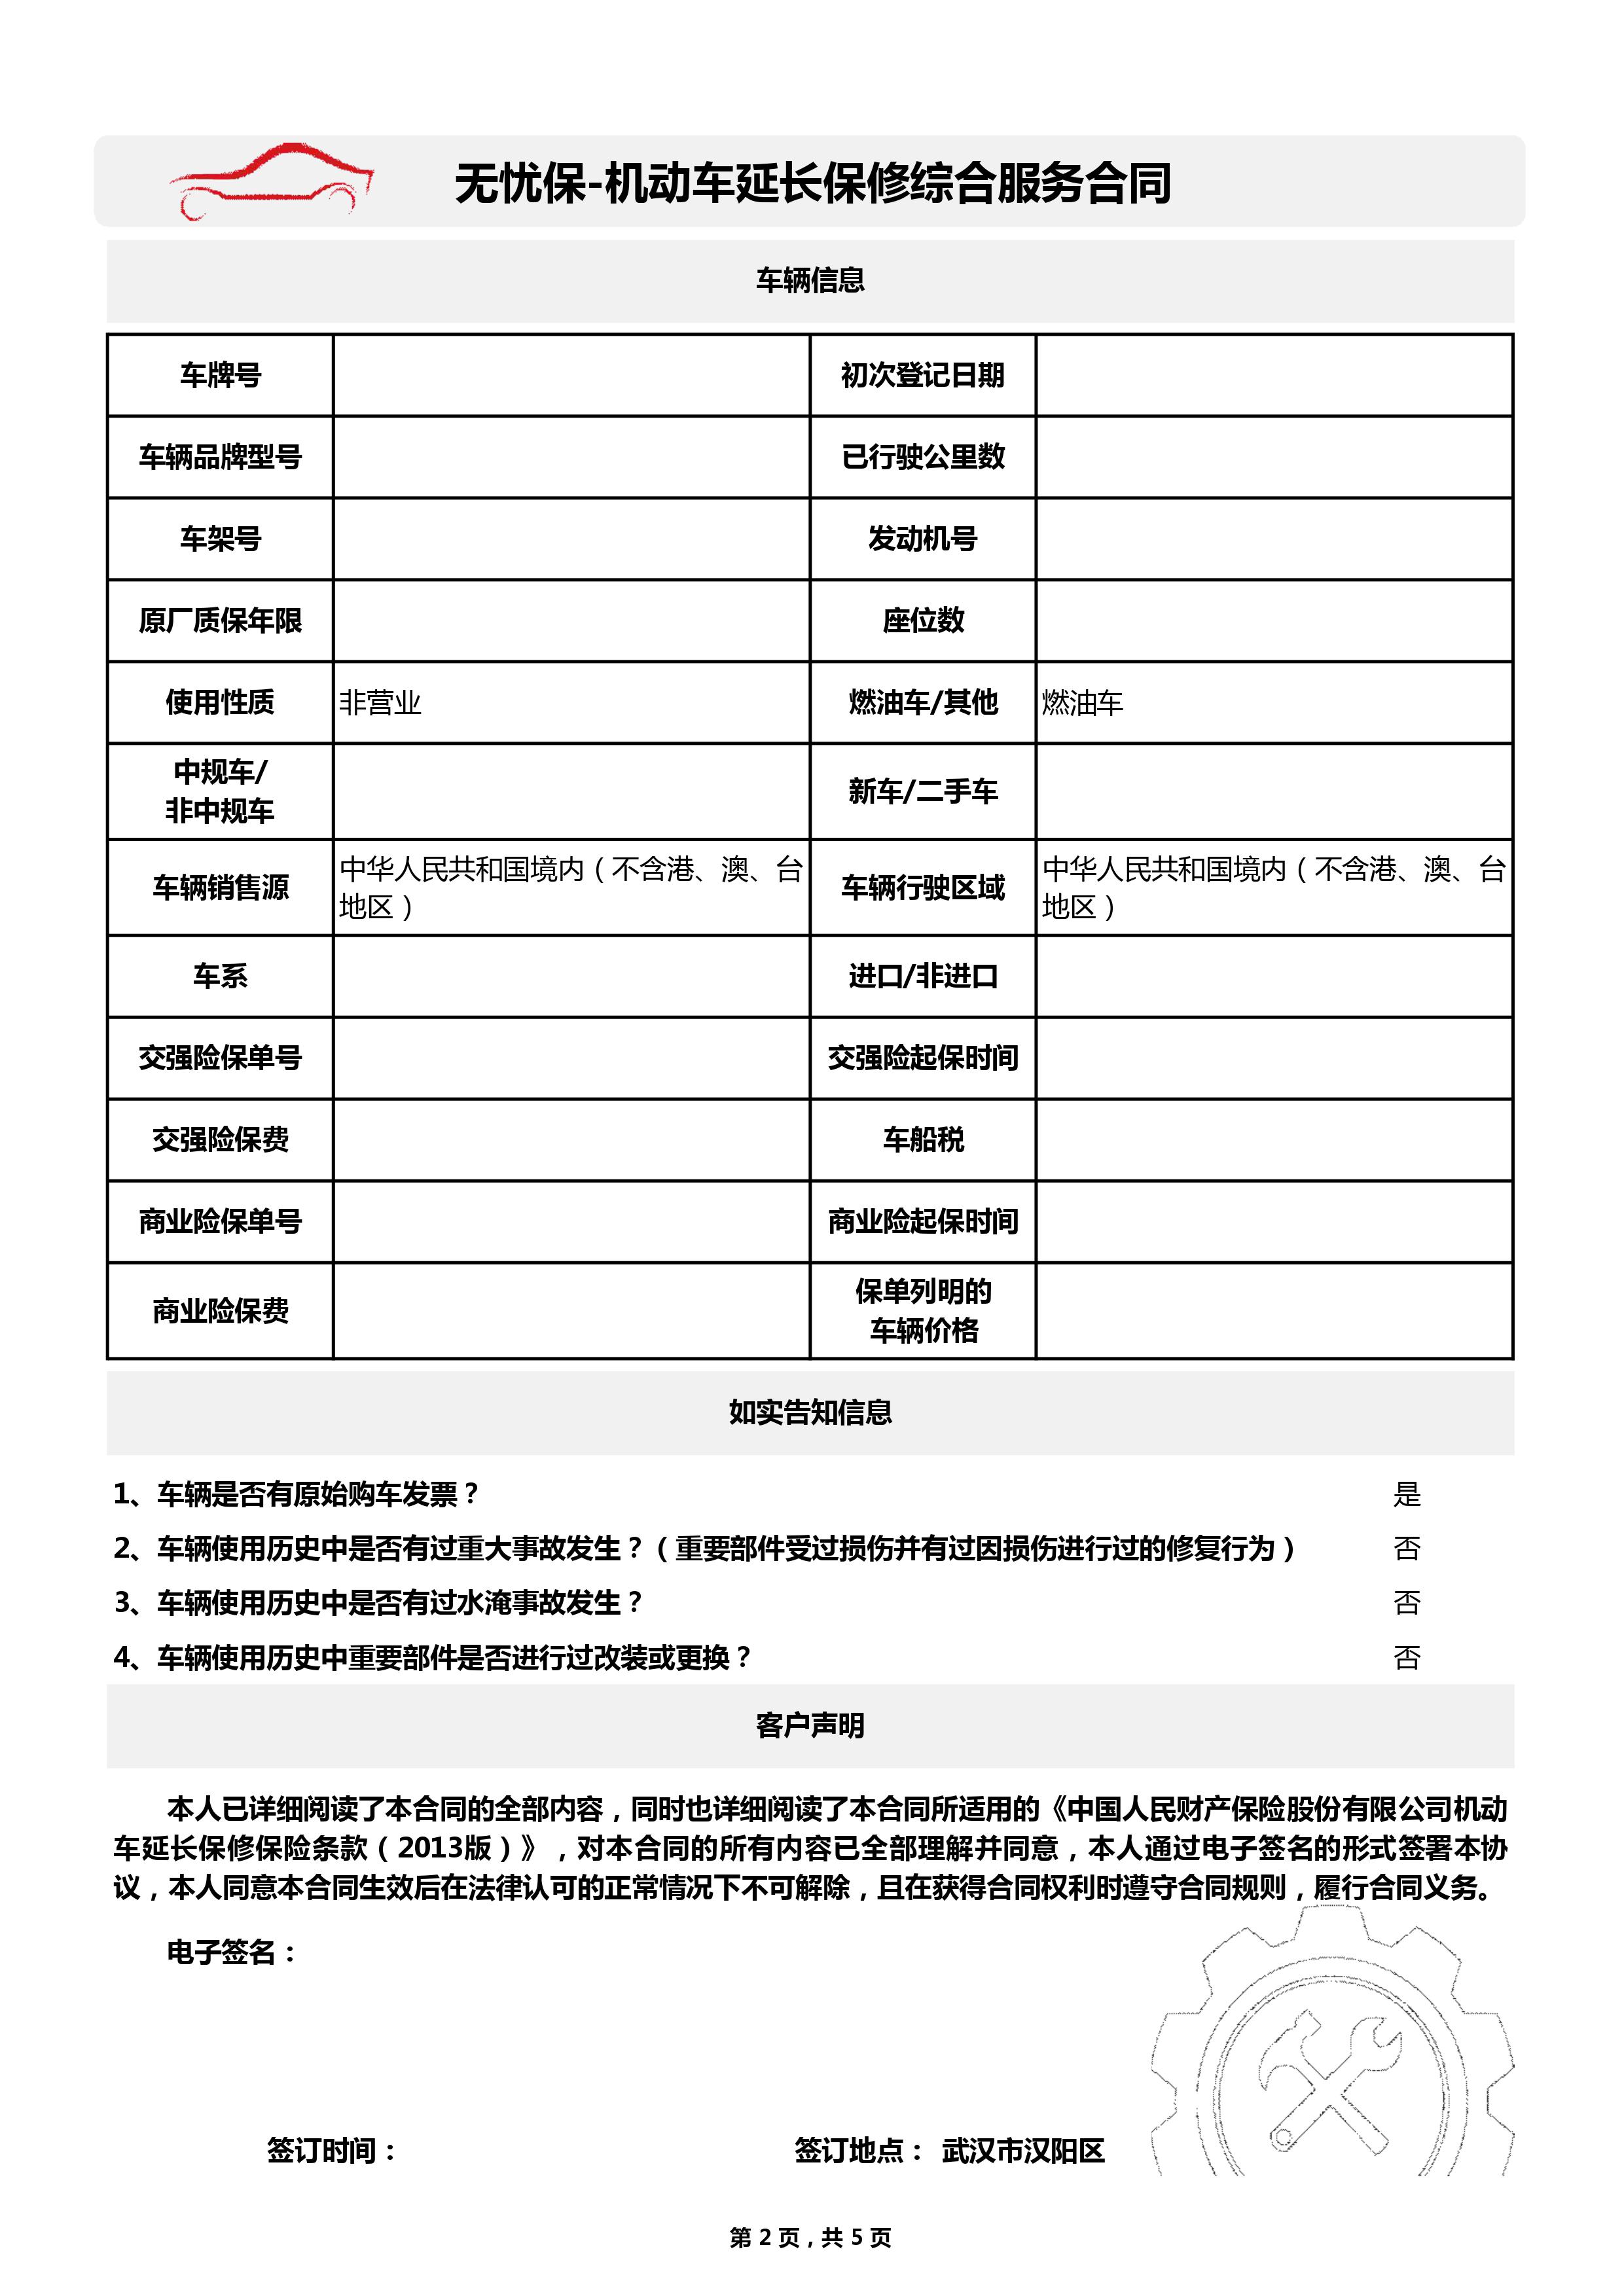 无忧保-机动车延长保修综合服务合同
车辆信息
车牌号 初次登记日期
车辆品牌型号 已行驶公里数
车架号 发动机号
原厂质保年限 座位数
使用性质 非营业 燃油车/其他 燃油车
中规车/
非中规车 新车/二手车
车辆销售源 中华人民共和国境内（不含港、澳、台
地区） 车辆行驶区域 中华人民共和国境内（不含港、澳、台
地区）
车系 进口/非进口
交强险保单号 交强险起保时间
交强险保费 车船税
商业险保单号 商业险起保时间
商业险保费 保单列明的
车辆价格
如实告知信息
1、车辆是否有原始购车发票？ 是
2、车辆使用历史中是否有过重大事故发生？（重要部件受过损伤并有过因损伤进行过的修复行为） 否
3、车辆使用历史中是否有过水淹事故发生？ 否
4、车辆使用历史中重要部件是否进行过改装或更换？ 否
客户声明
本人已详细阅读了本合同的全部内容，同时也详细阅读了本合同所适用的《中国人民财产保险股份有限公司机动
车延长保修保险条款（2013版）》，对本合同的所有内容已全部理解并同意，本人通过电子签名的形式签署本协
议，本人同意本合同生效后在法律认可的正常情况下不可解除，且在获得合同权利时遵守合同规则，履行合同义务。
电子签名：
签订时间： 签订地点： 武汉市汉阳区
第 2 页，共 5 页